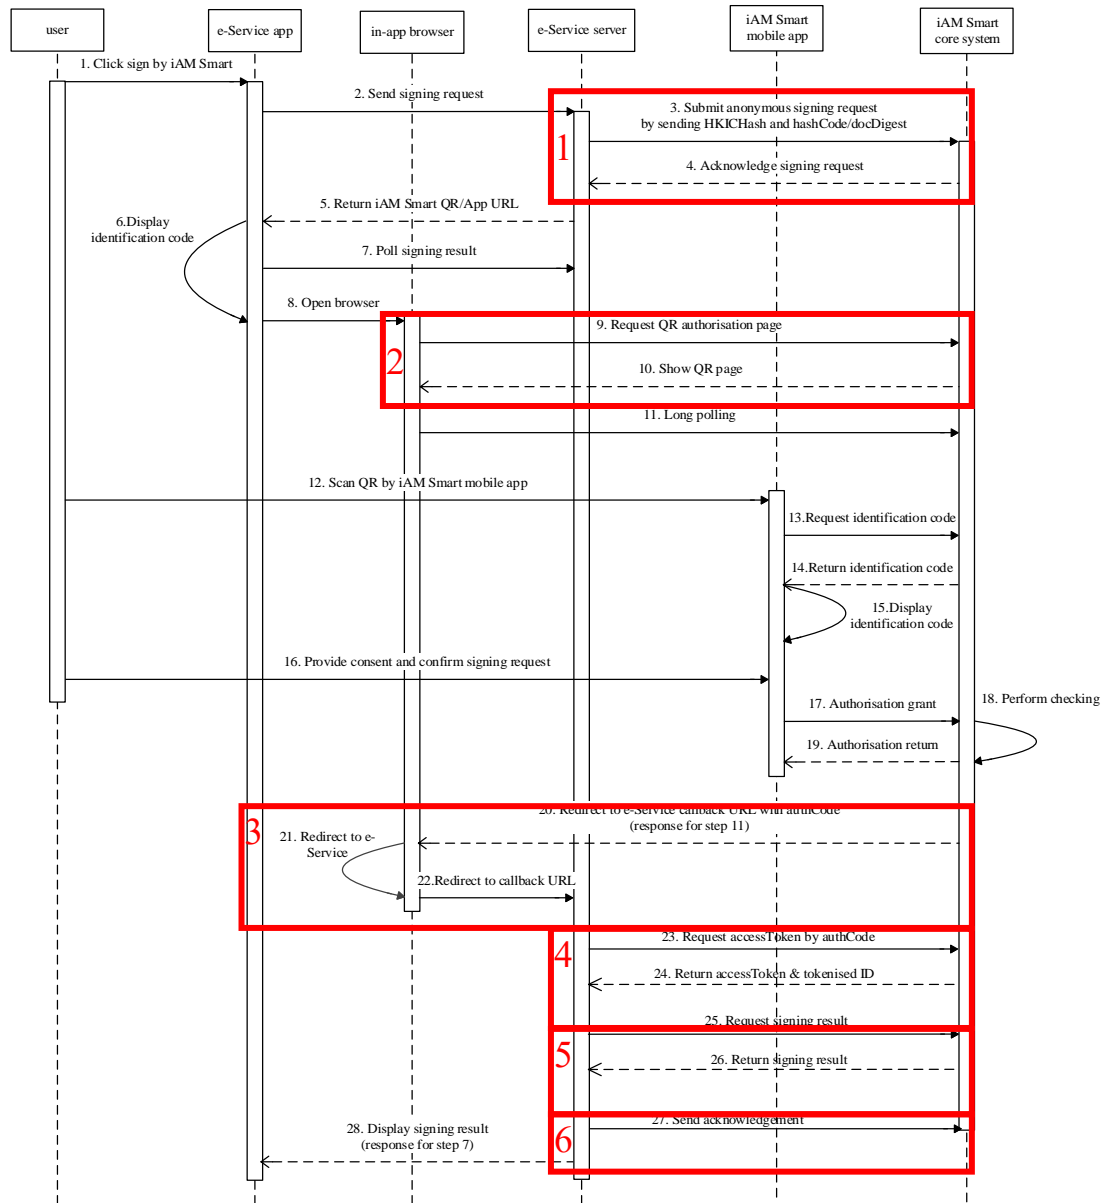 user
e-Service app
in-app browser
e-Service server
iAM Smart
mobile app
iAM Smart
core system
1. Click sign by iAM Smart
2. Send signing request
1
3. Submit anonymous signing request
by sending HKICHash and hashCode/docDigest
4. Acknowledge signing request
5. Return iAM Smart QR/App URL
6.Display
identification code
7. Poll signing result
8. Open browser
2
9. Request QR authorisation page
10. Show QR page
11. Long polling
12. Scan QR by iAM Smart mobile app
13.Request identification code
14.Return identification code
15.Display
identification code
16. Provide consent and confirm signing request
17. Authorisation grant
18. Perform checking
19. Authorisation return
3
20. Redirect to e-Service callback URL with authCode
(response for step 11)
21. Redirect to e-
Service
22.Redirect to callback URL
4
23. Request accessToken by authCode
24. Return accessToken & tokenised ID
25. Request signing result
5
26. Return signing result
6
27. Send acknowledgement
28. Display signing result
(response for step 7)